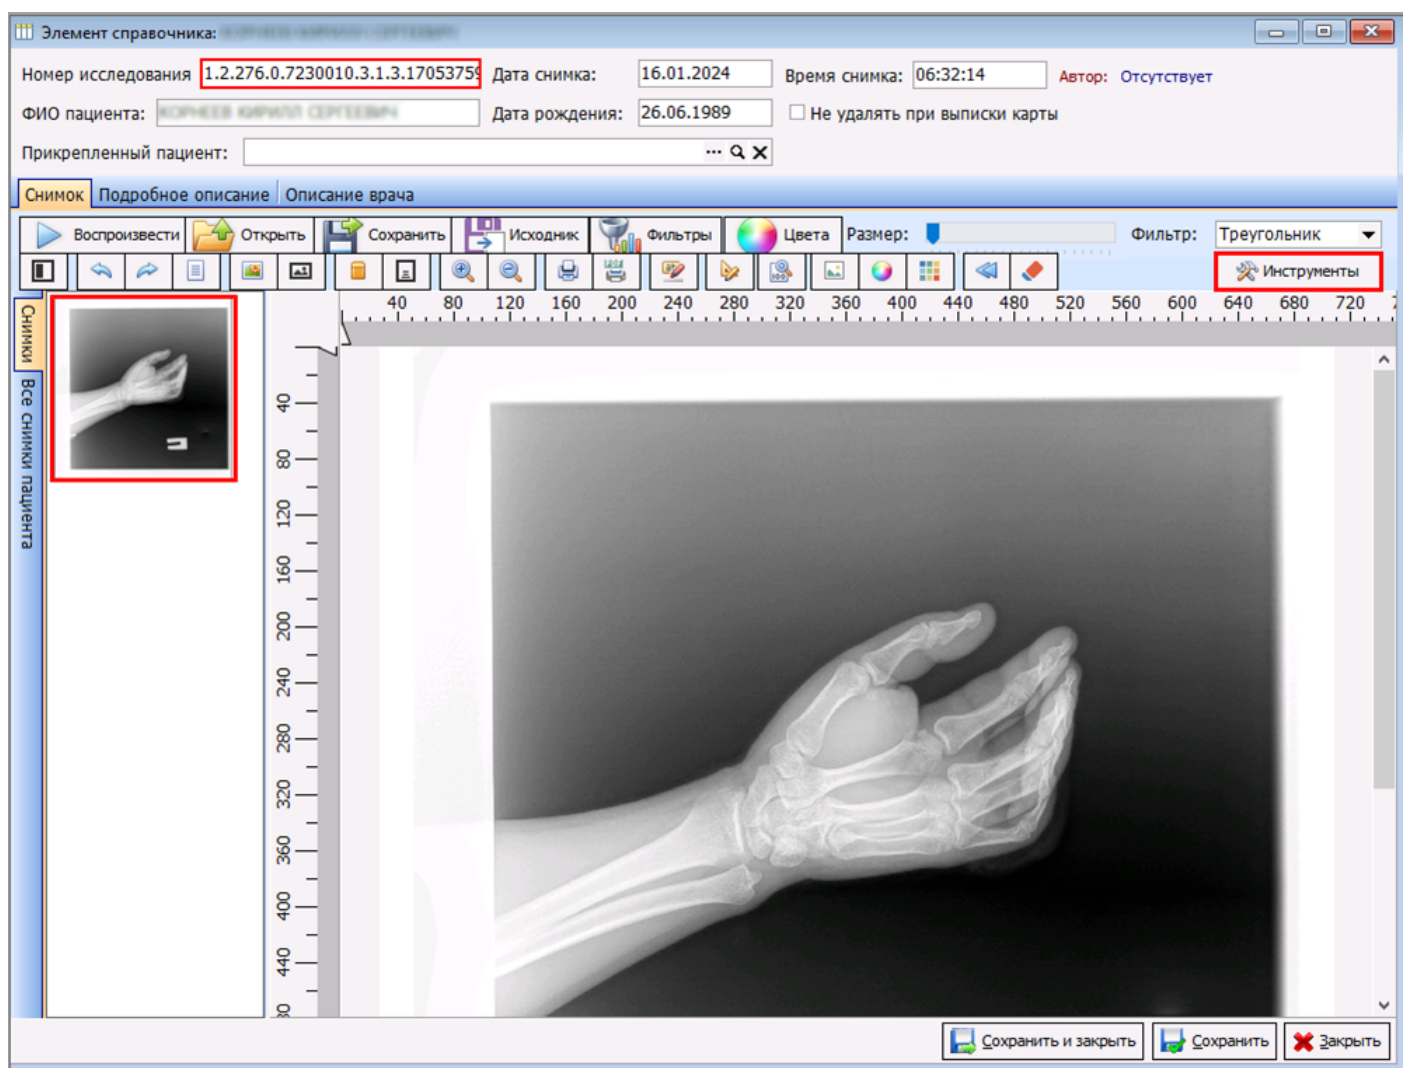 Элемент справочника:
Номер исследования 1.2.276.0.7230010.3.1.3.17053759 Дата снимка: 16.01.2024 Время снимка: 06:32:14 Автор: Отсутствует
ФИО пациента: Дата рождения: 26.06.1989 Не удалять при выписки карты
Прикрепленный пациент:
Снимок Подробное описание Описание врача
Воспроизвести Открыть Сохранить Исходник Фильтры Цвета Размер: Фильтр: Треугольник
Инструменты
Снимки
Все снимки пациента
40 80 120 160 200 240 280 320 360 400 440 480 520 560 600 640 680 720
40
80
120
160
200
240
280
320
360
400
440
Сохранить и закрыть Сохранить Закрыть